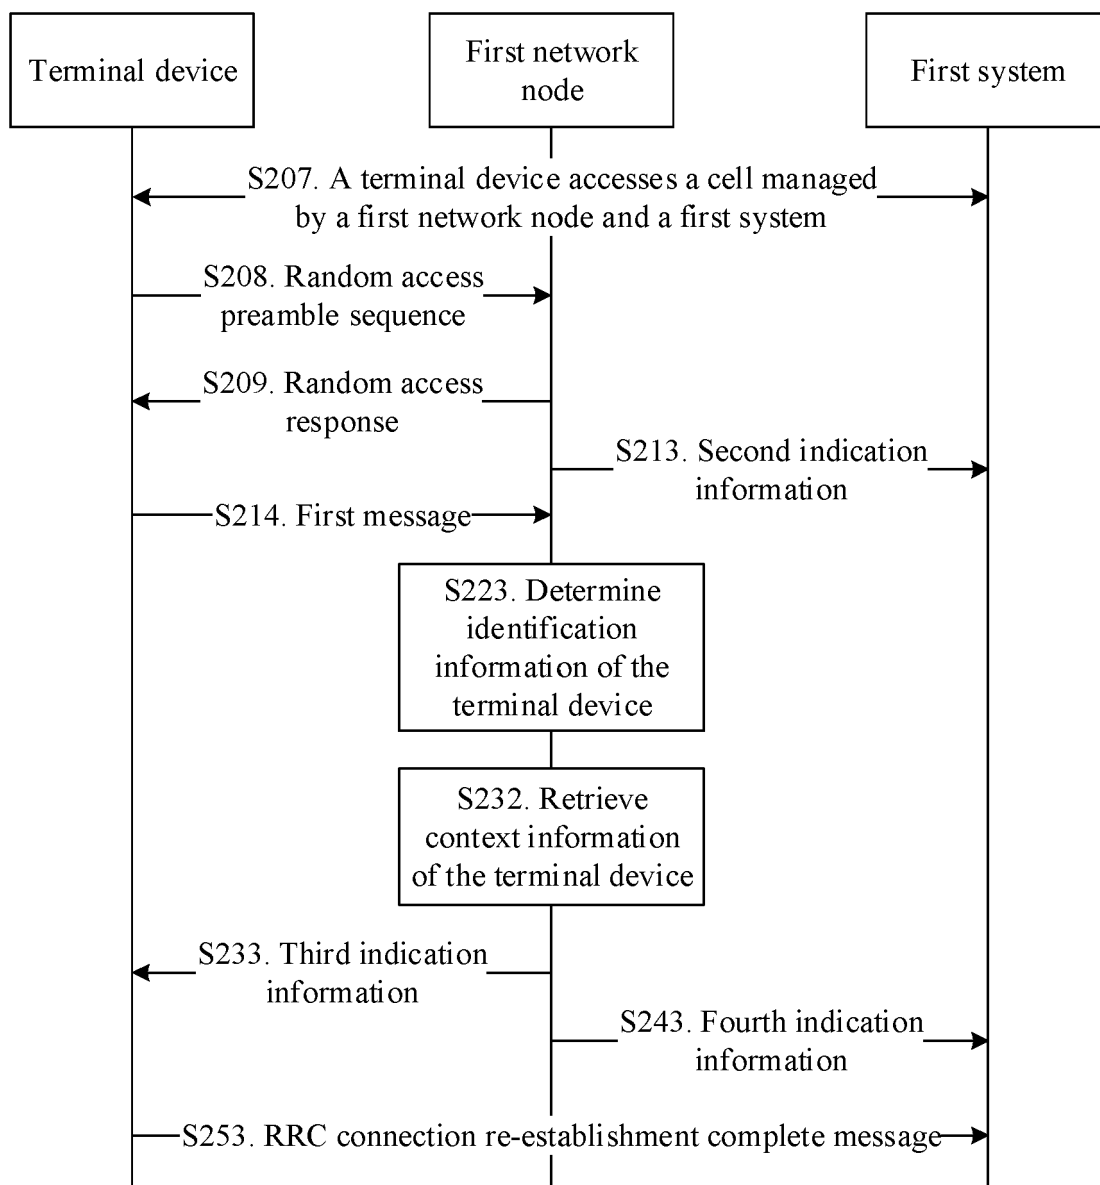 Terminal device
First network
node
First system
S207. A terminal device accesses a cell managed
by a first network node and a first system
S208. Random access
preamble sequence
S209. Random access
response
S213. Second indication
information
S214. First message
S223. Determine
identification
information of the
terminal device
S232. Retrieve
context information
of the terminal device
S233. Third indication
information
S243. Fourth indication
information
S253. RRC connection re-establishment complete message